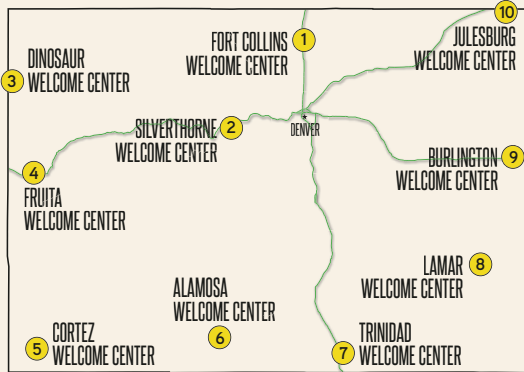 10
FORT COLLINS
WELCOME CENTER
1
JULESBURG
WELCOME CENTER
3
DINOSAUR
WELCOME CENTER
SILVERTHORNE
WELCOME CENTER
2
DENVER
4
FRUITA
WELCOME CENTER
BURLINGTON
WELCOME CENTER
9
LAMAR
WELCOME CENTER
8
ALAMOSA
WELCOME CENTER
6
5
CORTEZ
WELCOME CENTER
7
TRINIDAD
WELCOME CENTER